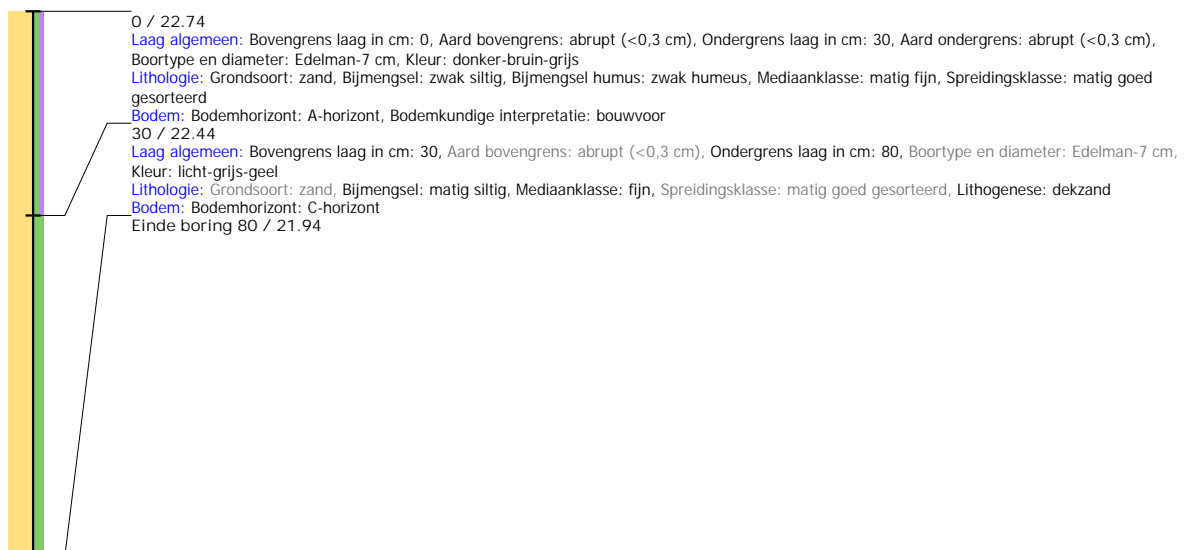 0 / 22.74
Laag algemeen: Bovengrens laag in cm: 0, Aard bovengrens: abrupt (<0,3 cm), Ondergrens laag in cm: 30, Aard ondergrens: abrupt (<0,3 cm),
Boortype en diameter: Edelman-7 cm, Kleur: donker-bruin-grijs
Lithologie: Grondsoort: zand, Bijmengsel: zwak siltig, Bijmengsel humus: zwak humeus, Mediaanklasse: matig fijn, Spreidingsklasse: matig goed
gesorteerd
Bodem: Bodemhorizont: A-horizont, Bodemkundige interpretatie: bouwvoor
30 / 22.44
Laag algemeen: Bovengrens laag in cm: 30, Aard bovengrens: abrupt (<0,3 cm), Ondergrens laag in cm: 80, Boortype en diameter: Edelman-7 cm,
Kleur: licht-grijs-geel
Lithologie: Grondsoort: zand, Bijmengsel: matig siltig, Mediaanklasse: fijn, Spreidingsklasse: matig goed gesorteerd, Lithogenese: dekzand
Bodem: Bodemhorizont: C-horizont
Einde boring 80 / 21.94